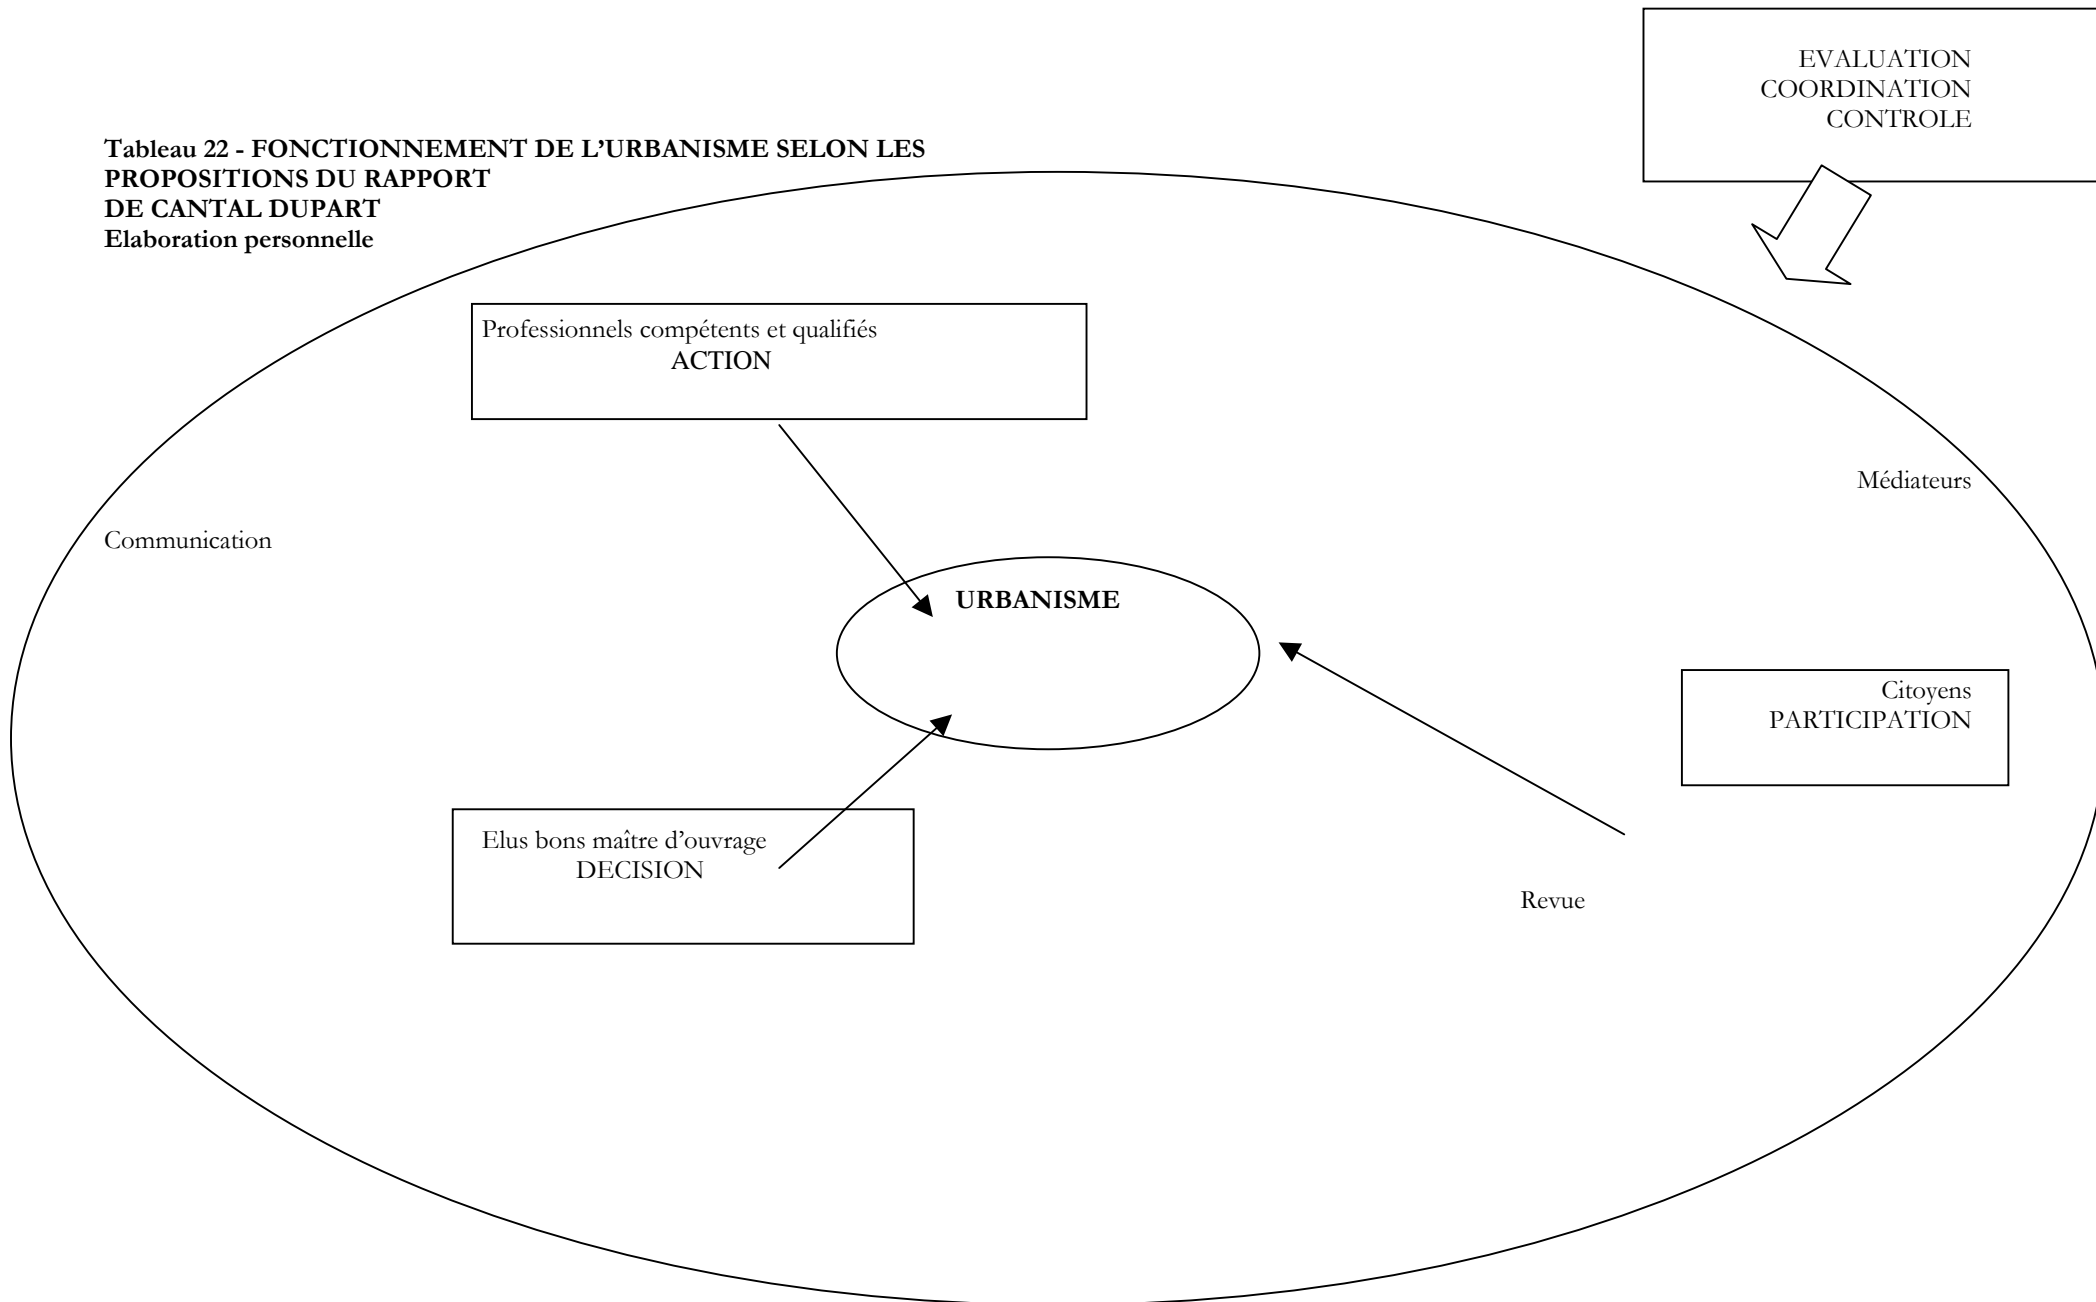 EVALUATION
COORDINATION
CONTROLE
Tableau 22 - FONCTIONNEMENT DE L’URBANISME SELON LES
PROPOSITIONS DU RAPPORT
DE CANTAL DUPART
Elaboration personnelle
Professionnels compétents et qualifiés
ACTION
Médiateurs
Communication
URBANISME
Citoyens
PARTICIPATION
Elus bons maître d’ouvrage
DECISION
Revue